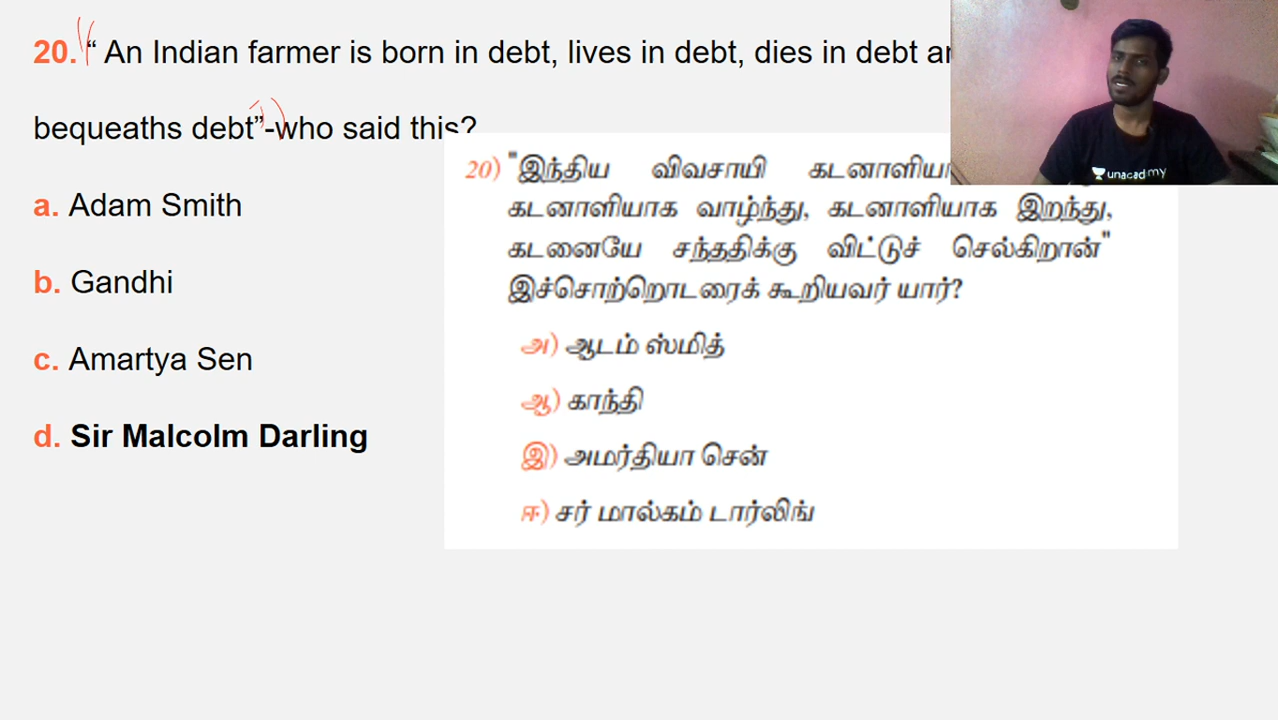 20. “ An Indian farmer is born in debt, lives in debt, dies in debt
bequeaths debt”-who said this?
a. Adam Smith
b. Gandhi
c. Amartya Sen
d. Sir Malcolm Darling
20) "இந்திய விவசாயி
கடனாளியாக வாழ்ந்து, கடனாளியாக இறந்து,
கடனையே சந்ததிக்கு விட்டுச் செல்கிறான்"
இச்சொற்றொடரைக் கூறியவர் யார்?
அ) ஆடம் ஸ்மித்
ஆ) காந்தி
இ) அமர்தியா சென்
ஈ) சர் மால்கம் டார்லிங்
unacademy